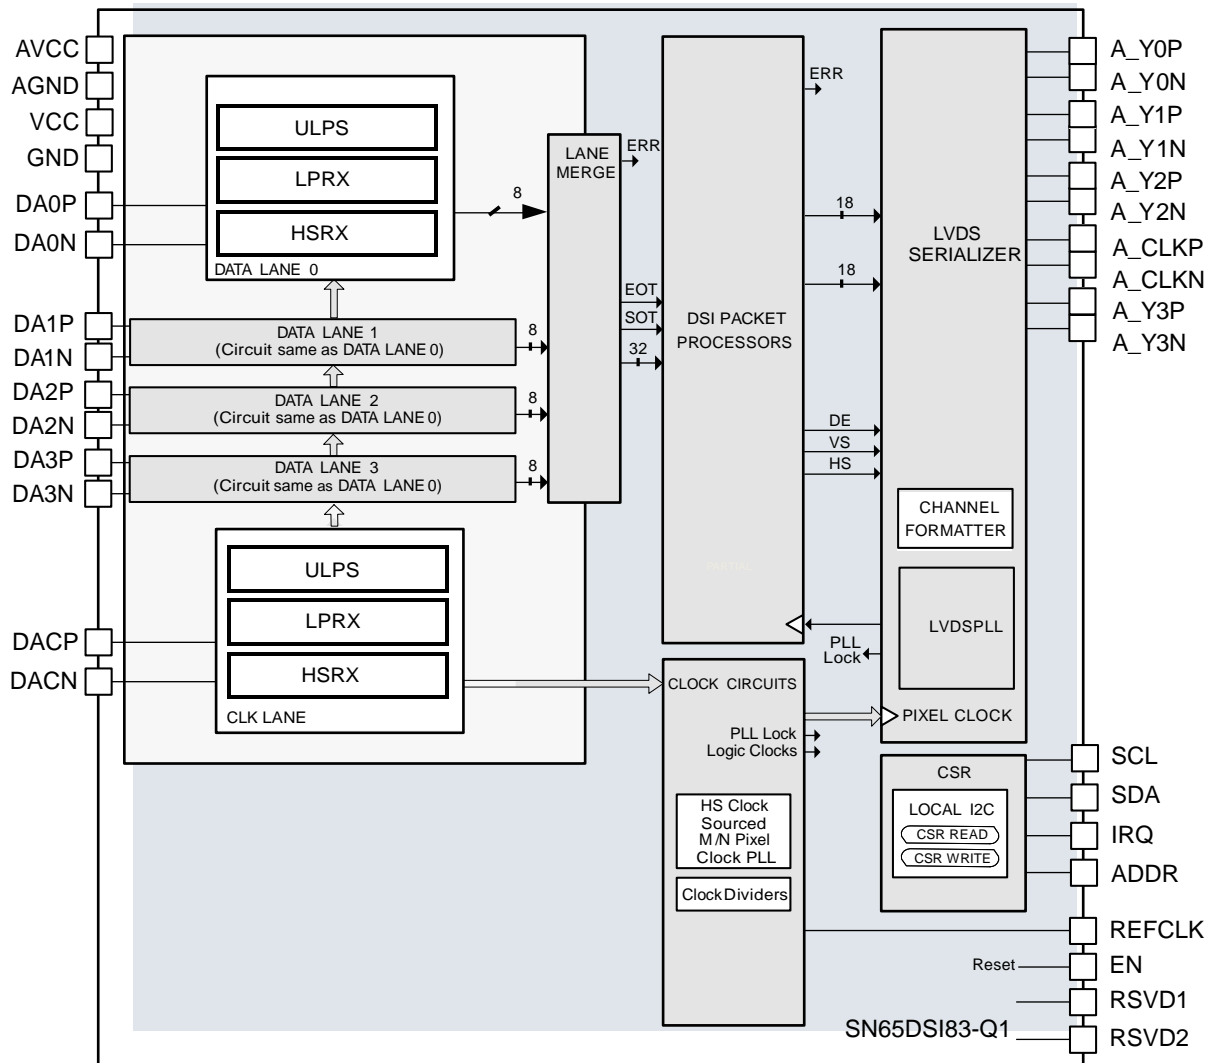 AVCC
AGND
VCC
GND
DA0P
DA0N
DA1P
DA1N
DA2P
DA2N
DA3P
DA3N
DACP
DACN
ULPS
LPRX
HSRX
DATA LANE 0
DATA LANE 1
(Circuit same as DATA LANE 0)
DATA LANE 2
(Circuit same as DATA LANE 0)
DATA LANE 3
(Circuit same as DATA LANE 0)
ULPS
LPRX
HSRX
CLK LANE
8
8
8
8
LANE
MERGE
ERR
EOT
SOT
32
DSI PACKET
PROCESSORS
ERR
18
18
DE
VS
HS
PLL
Lock
LVDS
SERIALIZER
CHANNEL
FORMATTER
LVDSPLL
PIXEL CLOCK
CLOCK CIRCUITS
PLL Lock
Logic Clocks
HS Clock
Sourced
M/N Pixel
Clock PLL
Clock Dividers
CSR
LOCAL I2C
CSR READ
CSR WRITE
Reset
SN65DSI83-Q1
A_Y0P
A_Y0N
A_Y1P
A_Y1N
A_Y2P
A_Y2N
A_CLKP
A_CLKN
A_Y3P
A_Y3N
SCL
SDA
IRQ
ADDR
REFCLK
EN
RSVD1
RSVD2